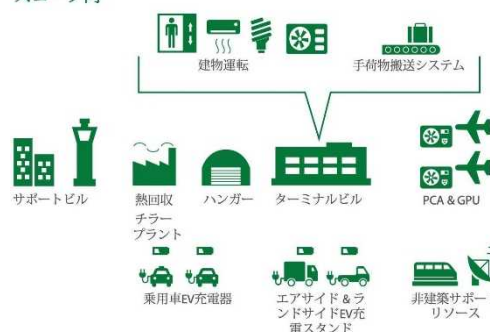 建物運転
手荷物搬送システム
サポートビル
熱回収
チラー
プラント
ハンガー
ターミナルビル
PCA & GPU
乗用車EV充電器
エアサイド & ラ
ンドサイドEV充
電スタンド
非建築サポー
リソース